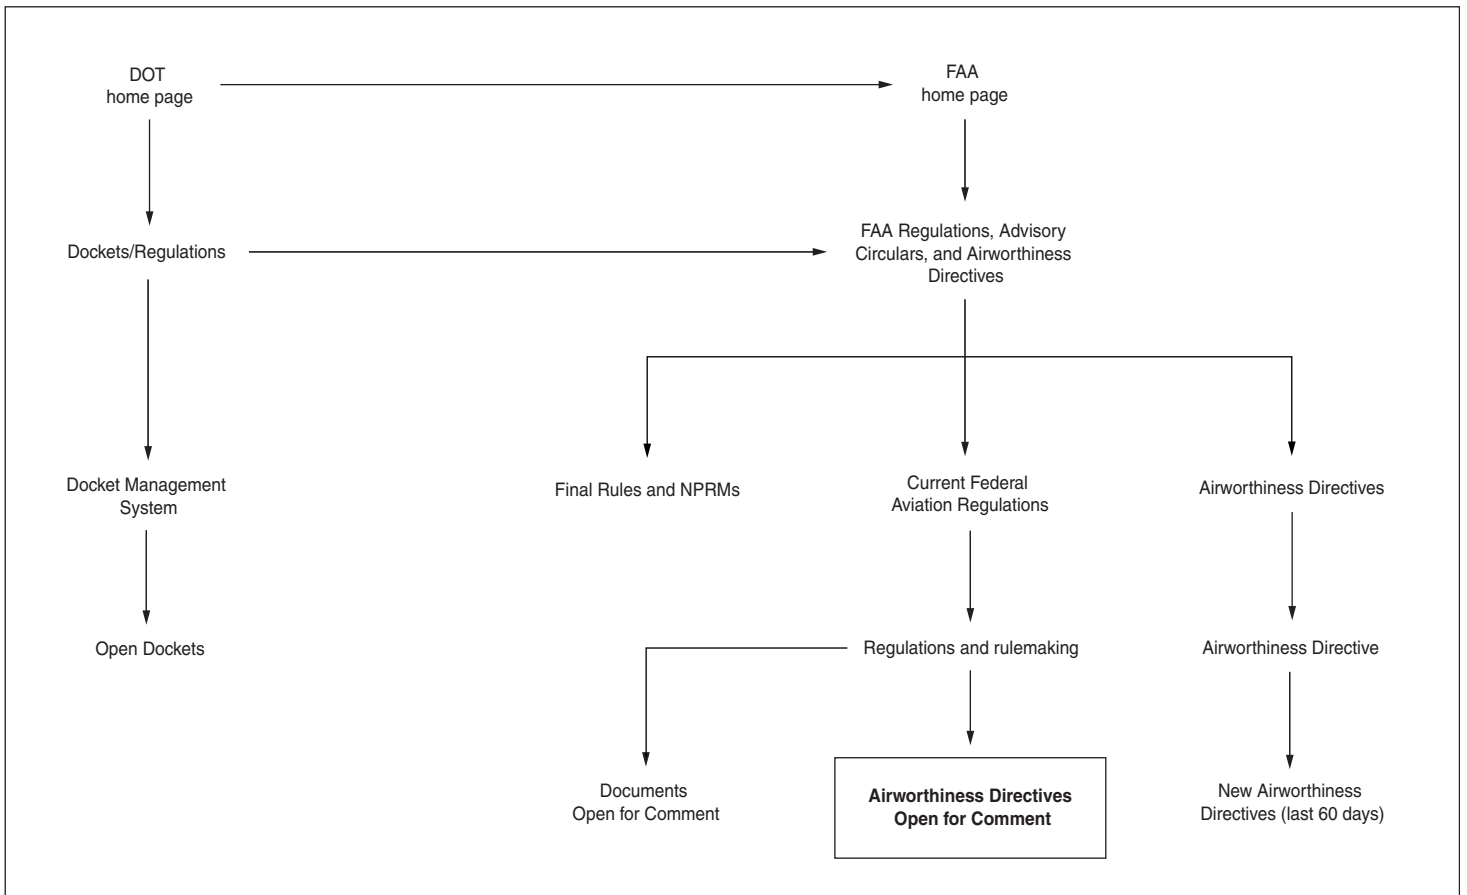 DOT
home page
FAA
home page
Dockets/Regulations
FAA Regulations, Advisory
Circulars, and Airworthiness
Directives
Docket Management
System
Final Rules and NPRMs
Current Federal
Aviation Regulations
Airworthiness Directives
Open Dockets
Regulations and rulemaking
Airworthiness Directive
Documents
Open for Comment
Airworthiness Directives
Open for Comment
New Airworthiness
Directives (last 60 days)